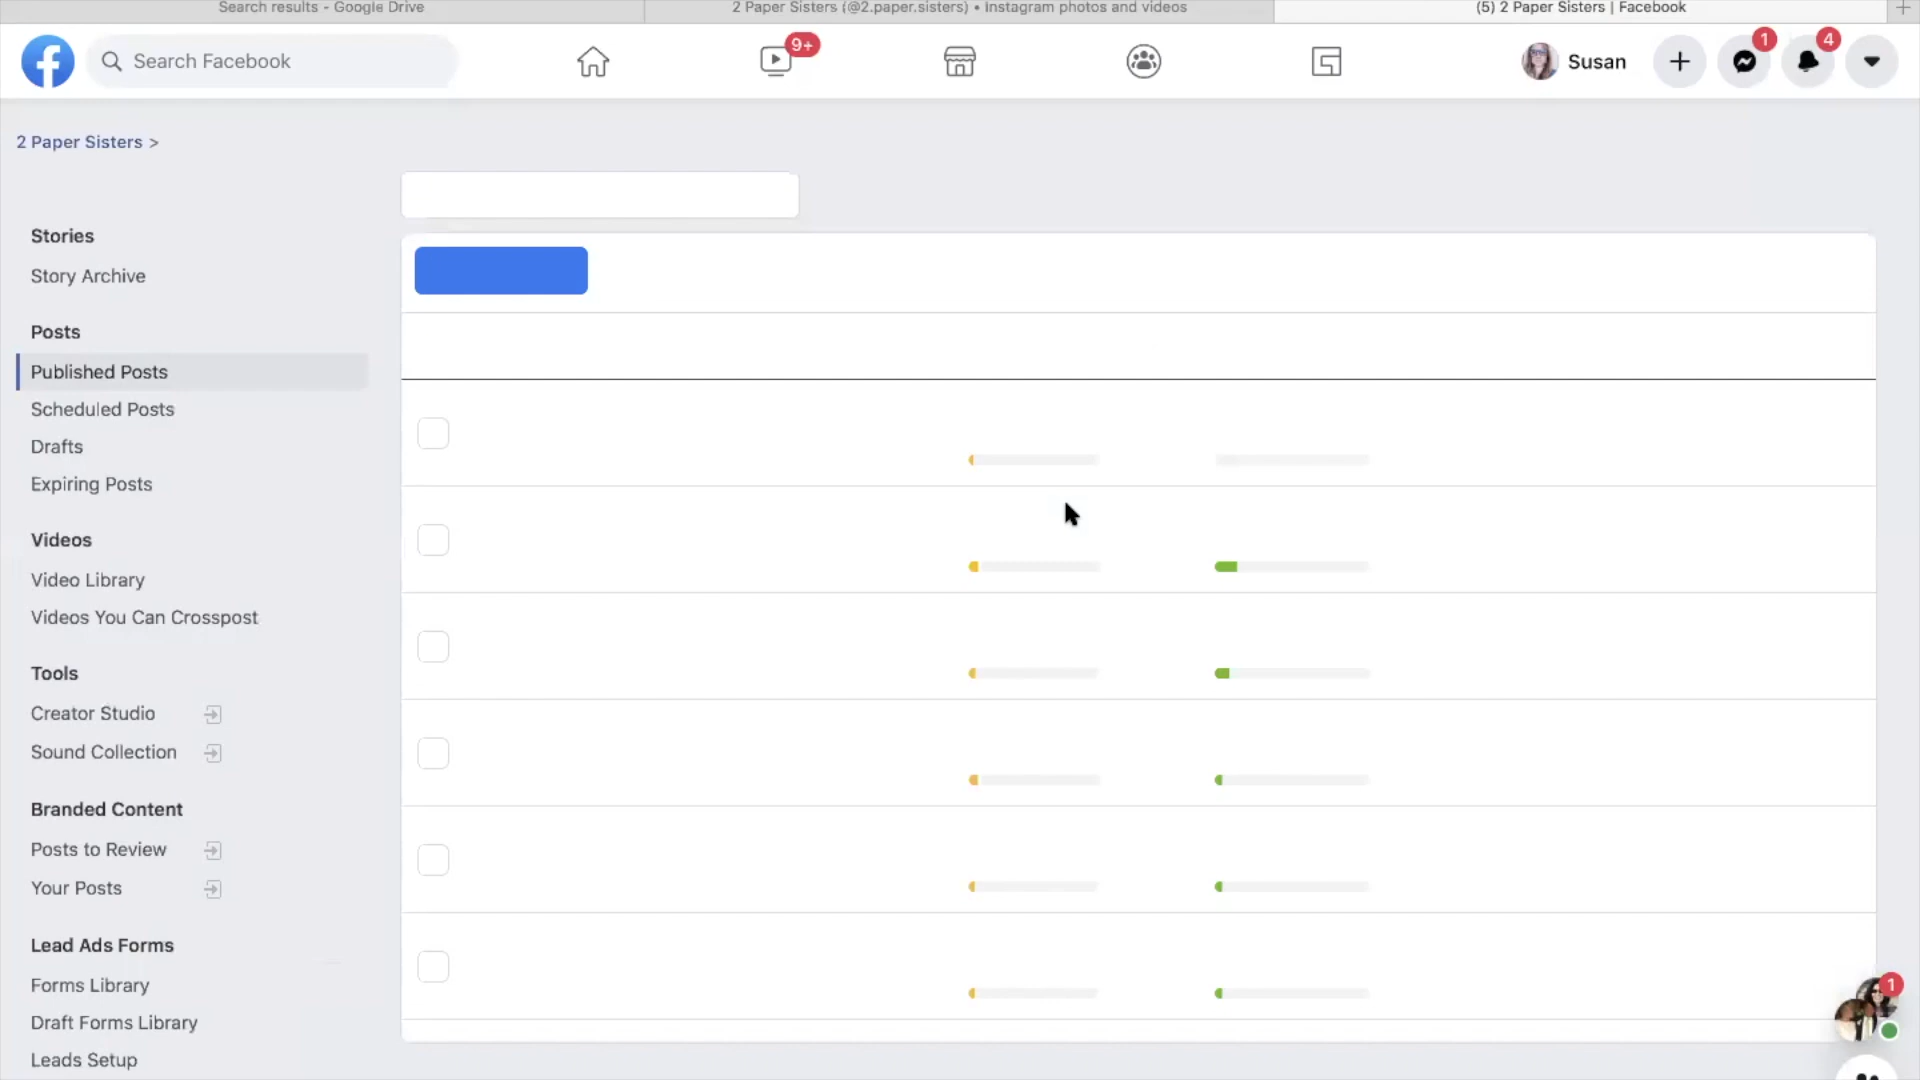 Search results - Google Drive
2 Paper Sisters (@2.paper.sisters) • Instagram photos and videos
(5) 2 Paper Sisters | Facebook
Search Facebook
9+
Susan
1
4
2 Paper Sisters >
Stories
Story Archive
Posts
Published Posts
Scheduled Posts
Drafts
Expiring Posts
Videos
Video Library
Videos You Can Crosspost
Tools
Creator Studio
Sound Collection
Branded Content
Posts to Review
Your Posts
Lead Ads Forms
Forms Library
Draft Forms Library
Leads Setup
1